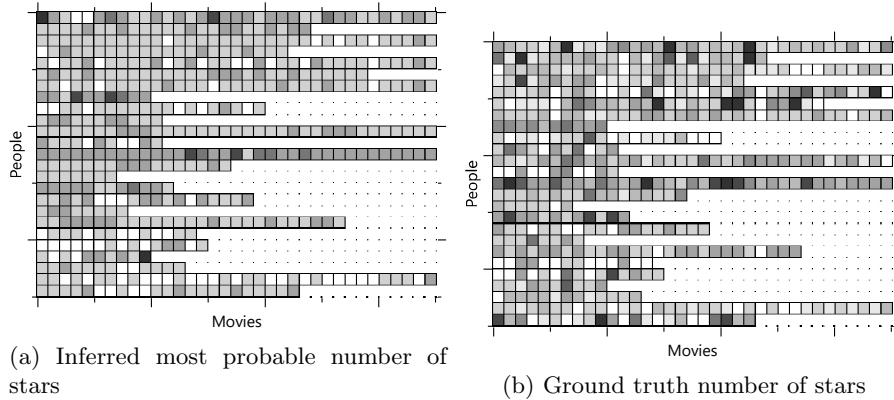 People
Movies
(a) Inferred most probable number of
stars
People
Movies
(b) Ground truth number of stars